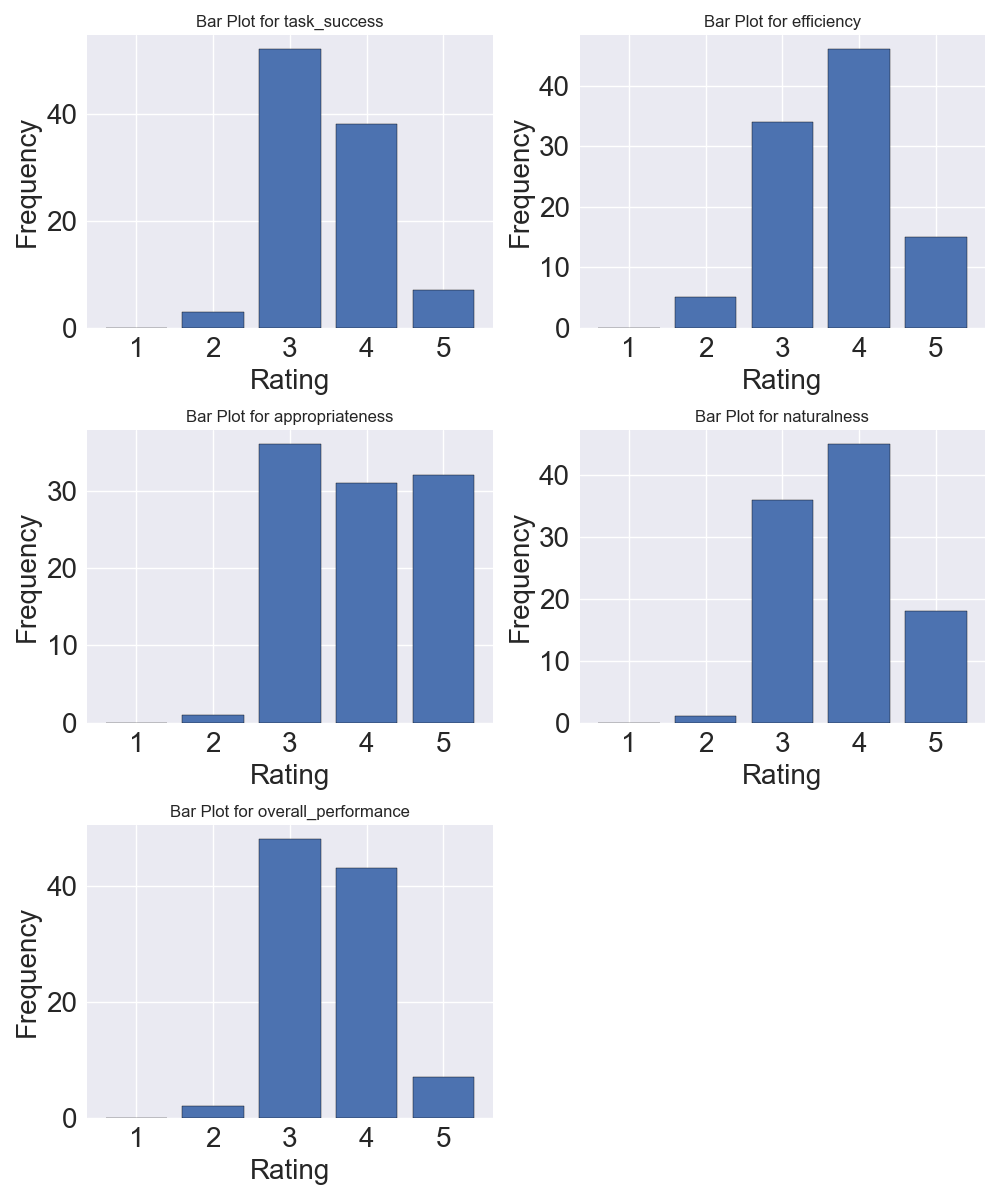 Bar Plot for task_success
Frequency
40
20
0
1 2 3 4 5
Rating
Bar Plot for efficiency
Frequency
40
30
20
10
0
1 2 3 4 5
Rating
Bar Plot for appropriateness
Frequency
30
20
10
0
1 2 3 4 5
Rating
Bar Plot for naturalness
Frequency
40
30
20
10
0
1 2 3 4 5
Rating
Bar Plot for overall_performance
Frequency
40
20
0
1 2 3 4 5
Rating